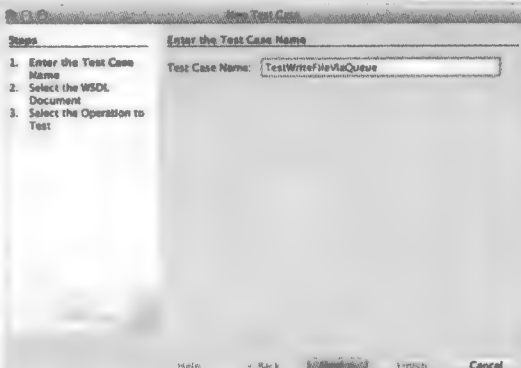 New Test Case
Steps
1. Enter the Test Case
Name
2. Select the WSDL
Document
3. Select the Operation to
Test
Enter the Test Case Name
Test Case Name: TestWriteFileViaQueue
Help < Back Finish Cancel